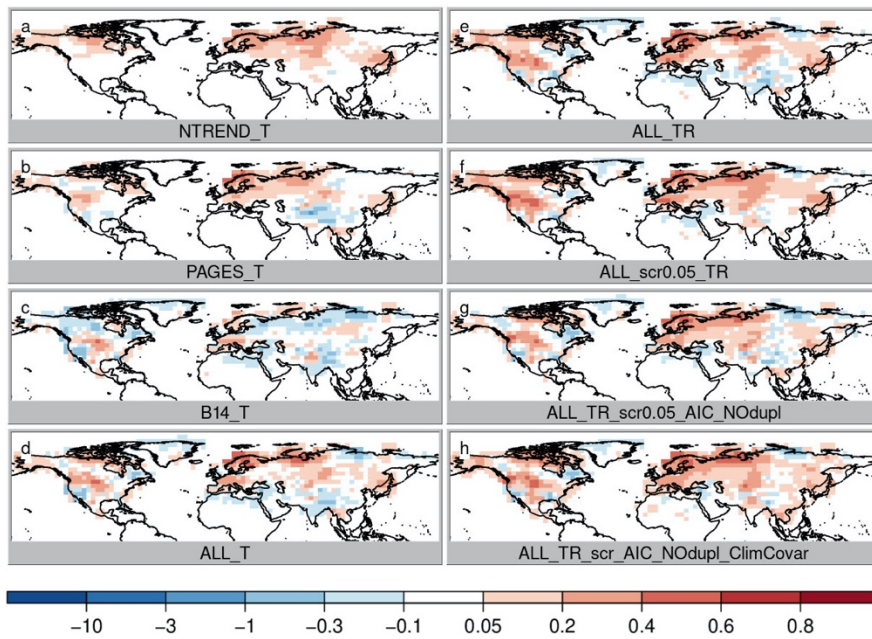 a
NTREND_T
e
ALL_TR
b
PAGES_T
f
ALL_scr0.05_TR
c
B14_T
g
ALL_TR_scr0.05_AIC_NOdupl
d
ALL_T
h
ALL_TR_scr_AIC_NOdupl_ClimCovar
−10 −3 −1 −0.3 −0.1 0.05 0.2 0.4 0.6 0.8